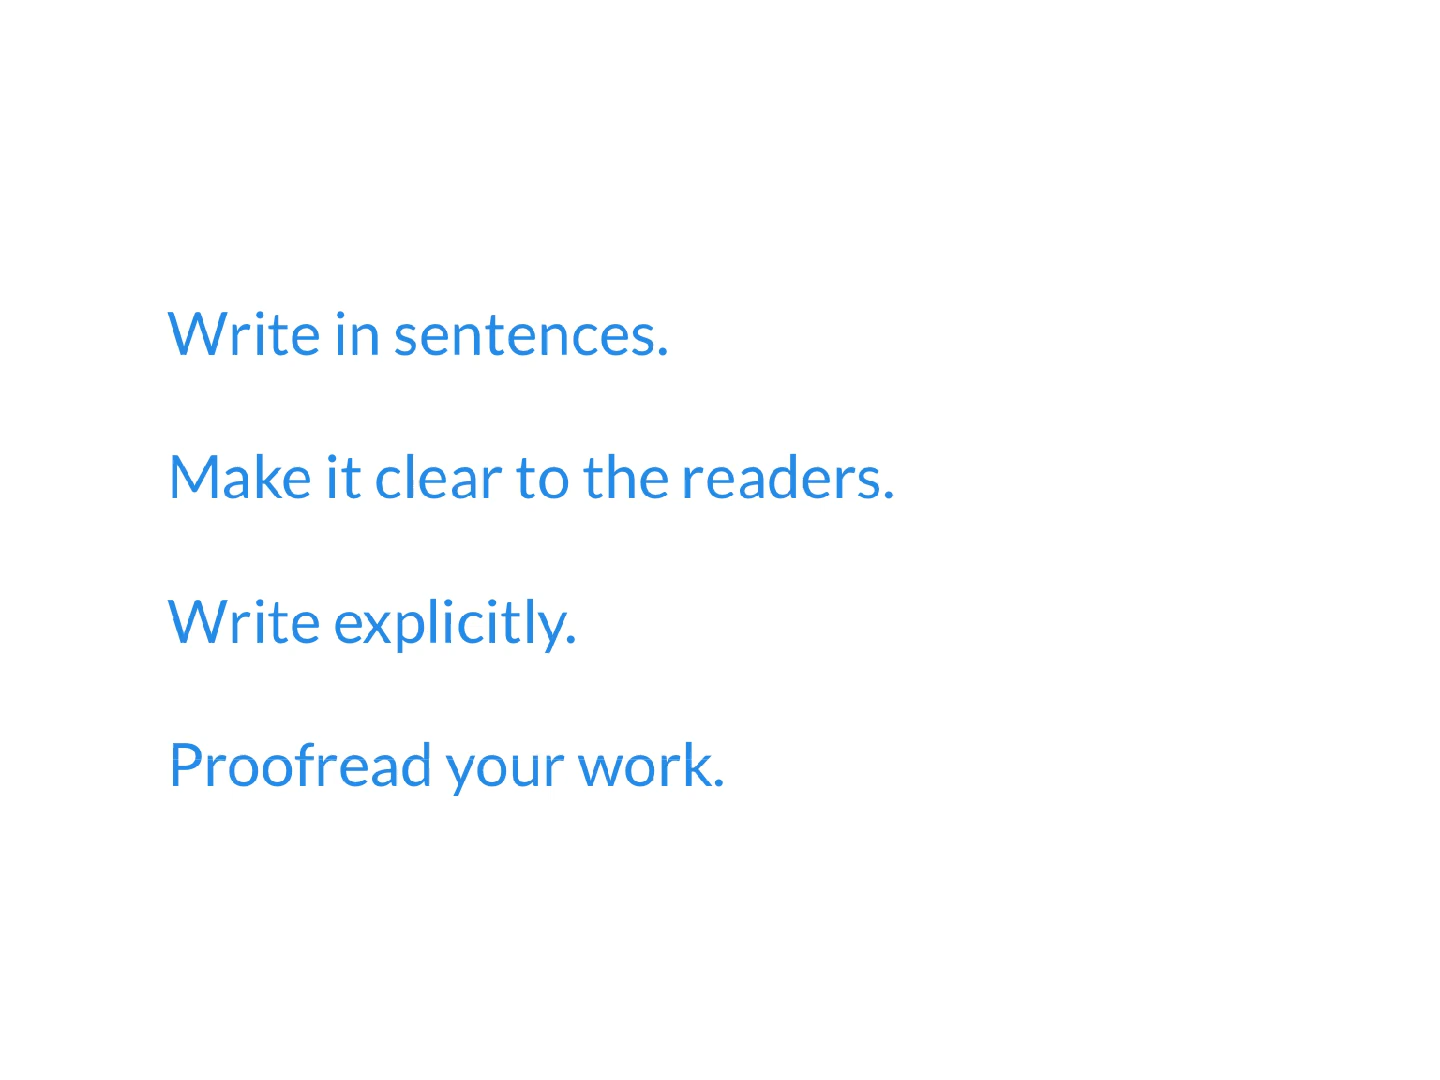 Write in sentences.
Make it clear to the readers.
Write explicitly.
Proofread your work.